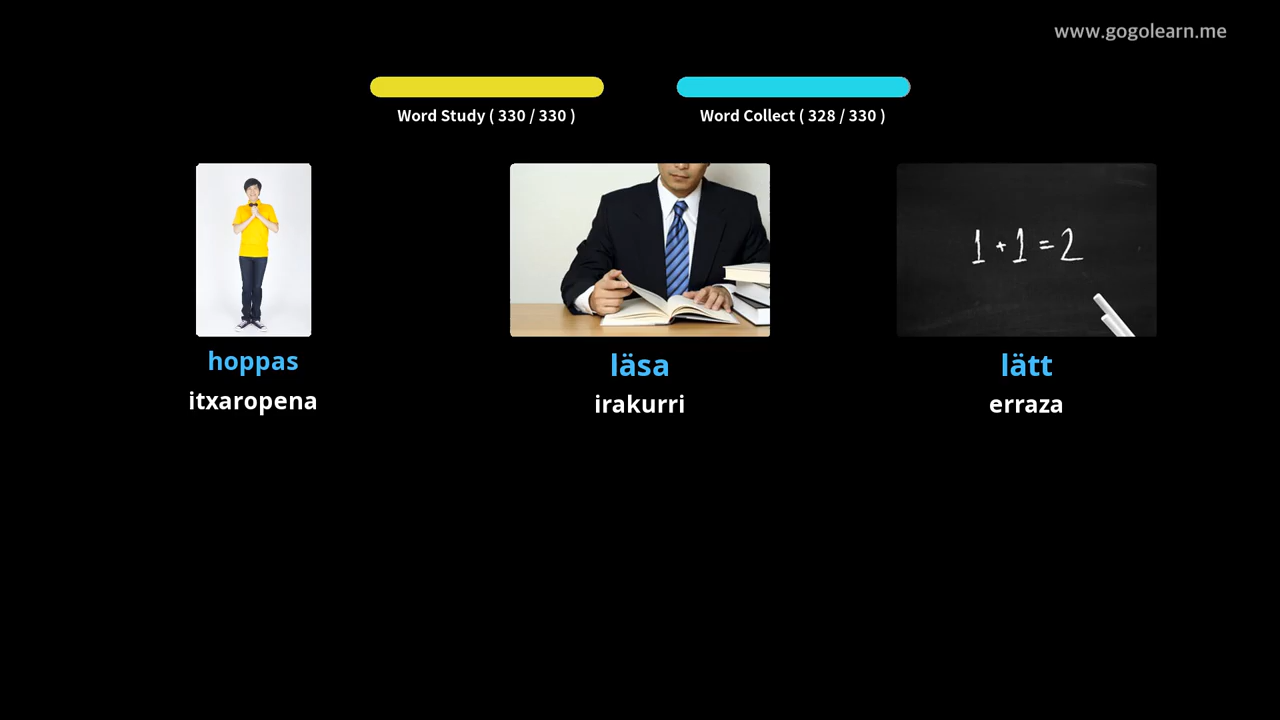 www.gogolearn.me
Word Study ( 330 / 330 )
Word Collect ( 328 / 330 )
1 + 1 = 2
hoppas
läsa
lätt
itxaropena
irakurri
erraza